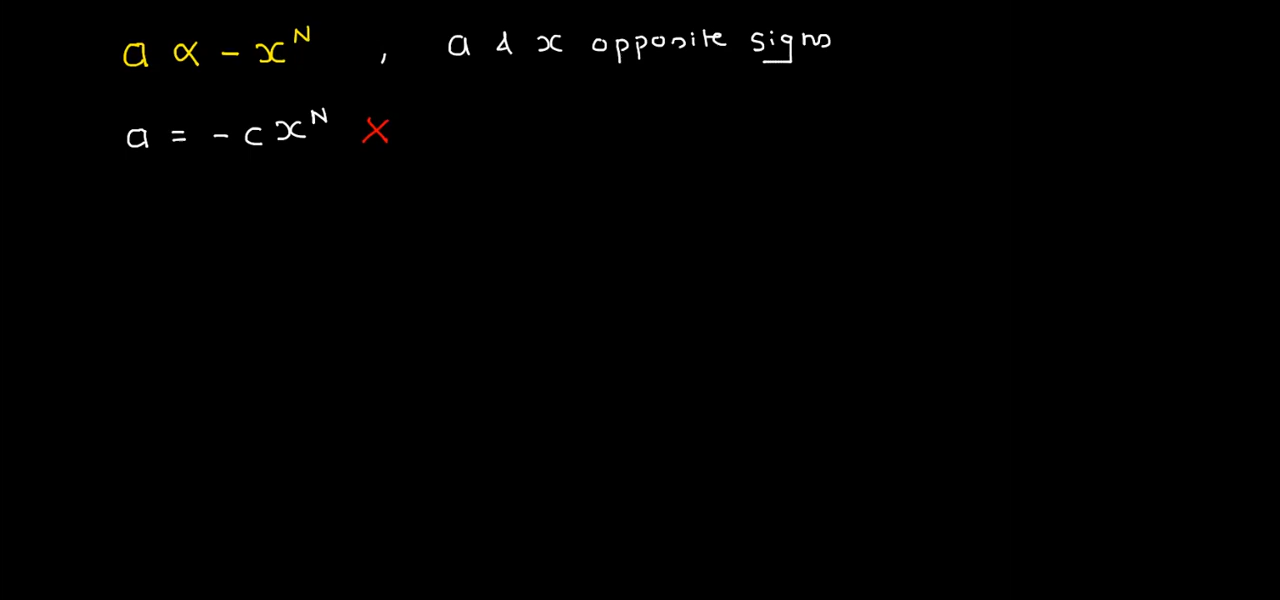 a ∝ - x^N , a & x opposite signs
a = - c x^N ✗